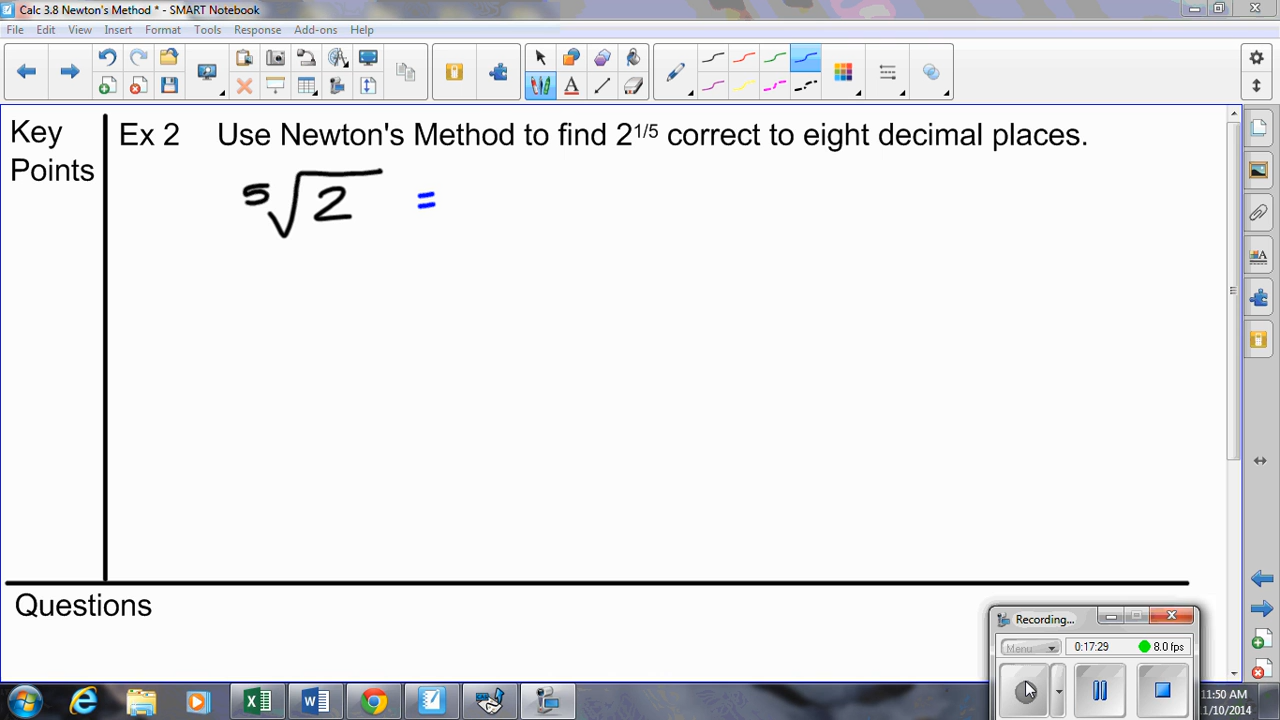 Calc 3.8 Newton's Method * - SMART Notebook
File Edit View Insert Format Tools Response Add-ons Help
Key Points
Ex 2 Use Newton's Method to find 2^1/5 correct to eight decimal places.
⁵√2 =
Questions
Recording...
Menu 0:17:29 8.0 fps
11:50 AM
1/10/2014